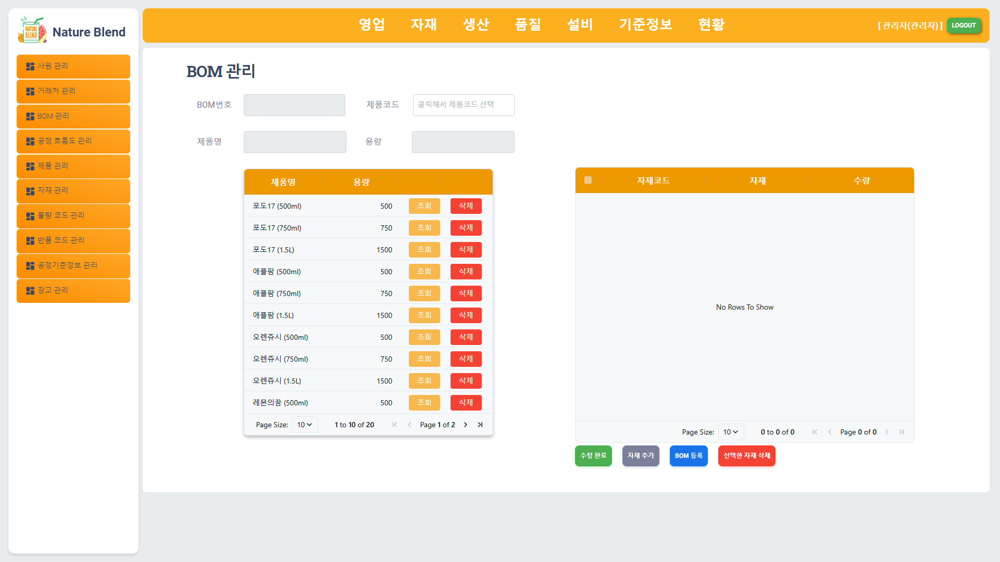 NATURE BLEND
Nature Blend
영업 자재 생산 품질 설비 기준정보 현황
[ 관리자(관리자) ] LOGOUT
사원 관리
거래처 관리
BOM 관리
공정 흐름도 관리
제품 관리
자재 관리
불량 코드 관리
반품 코드 관리
공정기준정보 관리
창고 관리
BOM 관리
BOM번호 제품코드 클릭해서 제품코드 선택
제품명 용량
제품명 용량
포도17 (500ml) 500 조회 삭제
포도17 (750ml) 750 조회 삭제
포도17 (1.5L) 1500 조회 삭제
애플팜 (500ml) 500 조회 삭제
애플팜 (750ml) 750 조회 삭제
애플팜 (1.5L) 1500 조회 삭제
오렌쥬시 (500ml) 500 조회 삭제
오렌쥬시 (750ml) 750 조회 삭제
오렌쥬시 (1.5L) 1500 조회 삭제
레몬의꿈 (500ml) 500 조회 삭제
Page Size: 10 1 to 10 of 20 Page 1 of 2
자재코드 자재 수량
No Rows To Show
Page Size: 10 0 to 0 of 0 Page 0 of 0
수정 완료 자재 추가 BOM 등록 선택한 자재 삭제